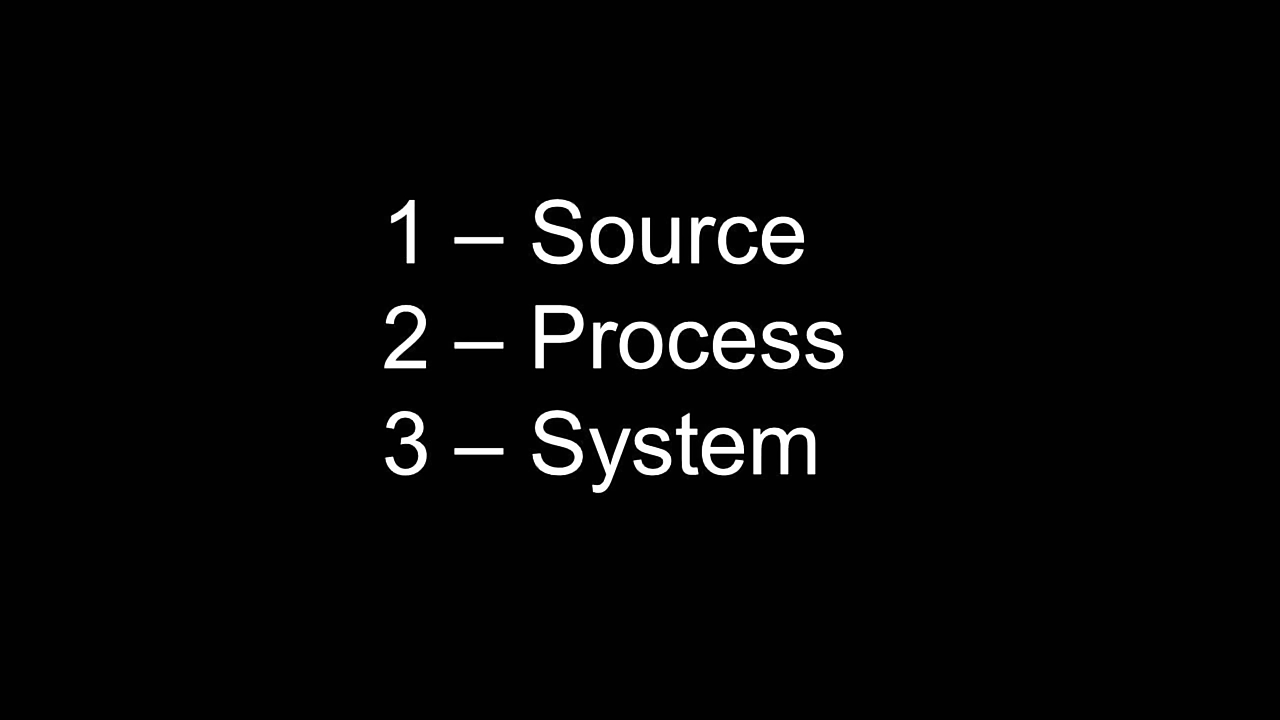 1 – Source
2 – Process
3 – System